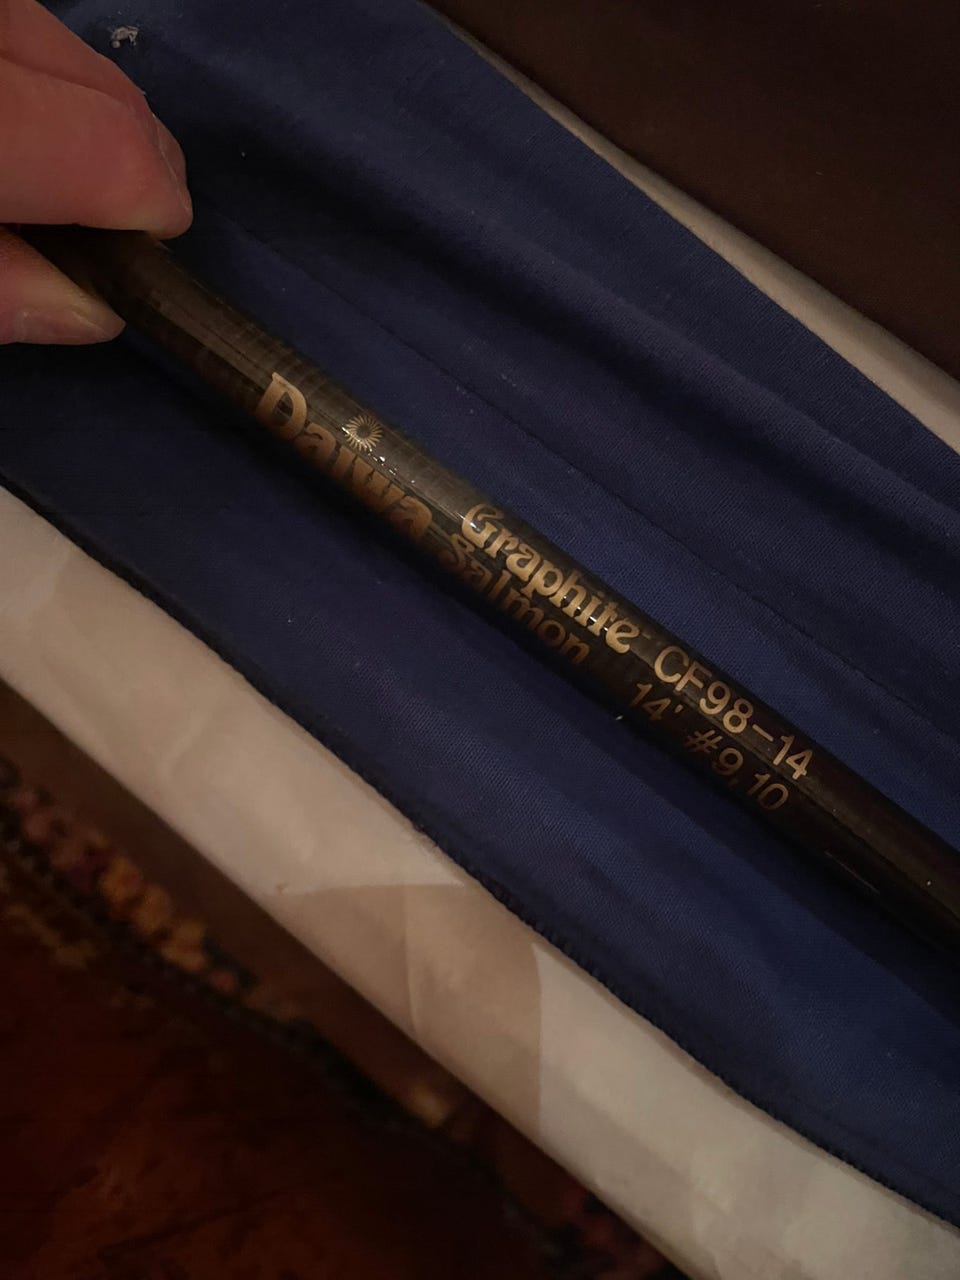 Daiwa
Graphite CF98-14
Salmon 14' #9,10